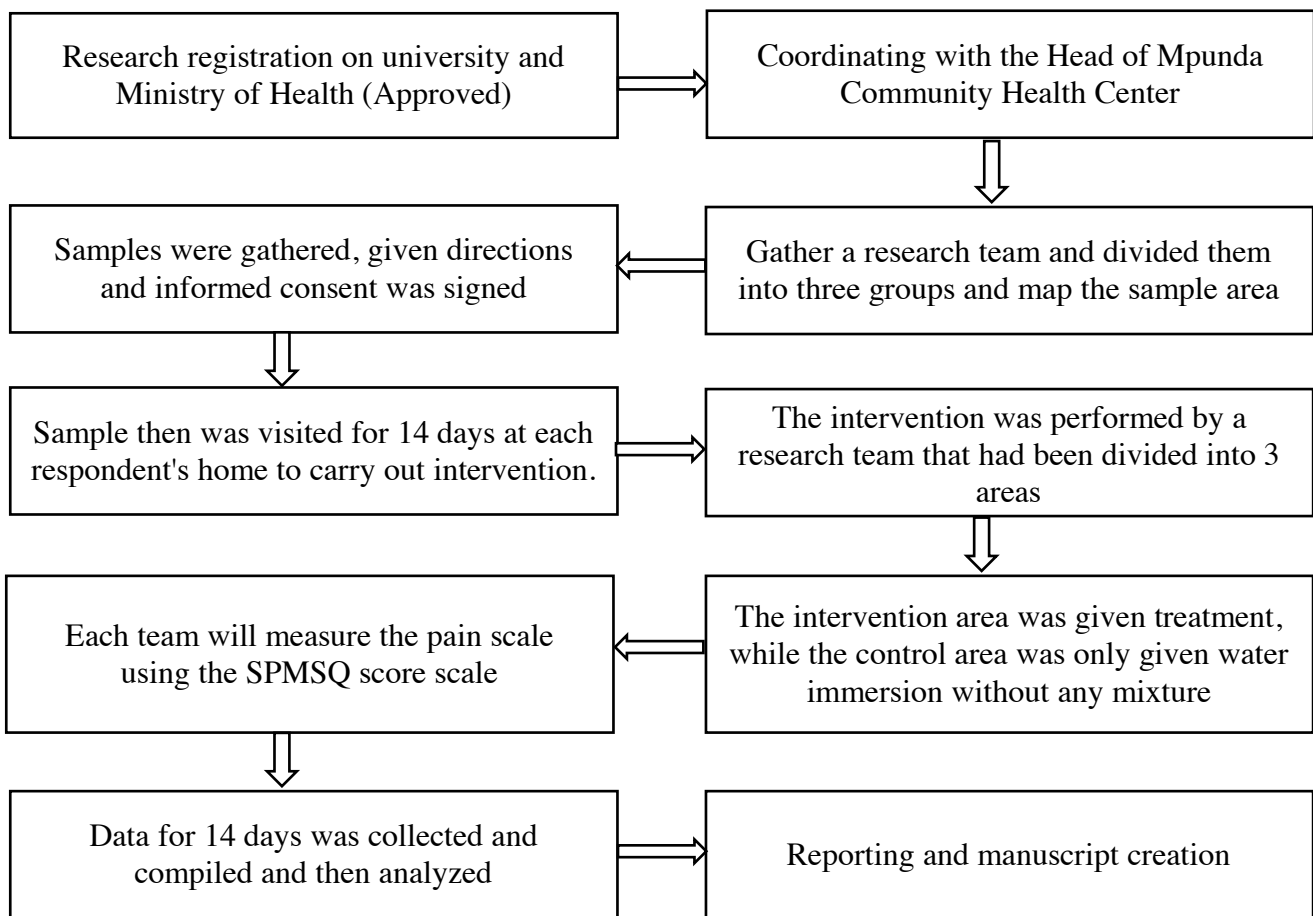 Research registration on university and
Ministry of Health (Approved)
Coordinating with the Head of Mpunda
Community Health Center
Gather a research team and divided them
into three groups and map the sample area
Samples were gathered, given directions
and informed consent was signed
Sample then was visited for 14 days at each
respondent's home to carry out intervention.
The intervention was performed by a
research team that had been divided into 3
areas
The intervention area was given treatment,
while the control area was only given water
immersion without any mixture
Each team will measure the pain scale
using the SPMSQ score scale
Data for 14 days was collected and
compiled and then analyzed
Reporting and manuscript creation